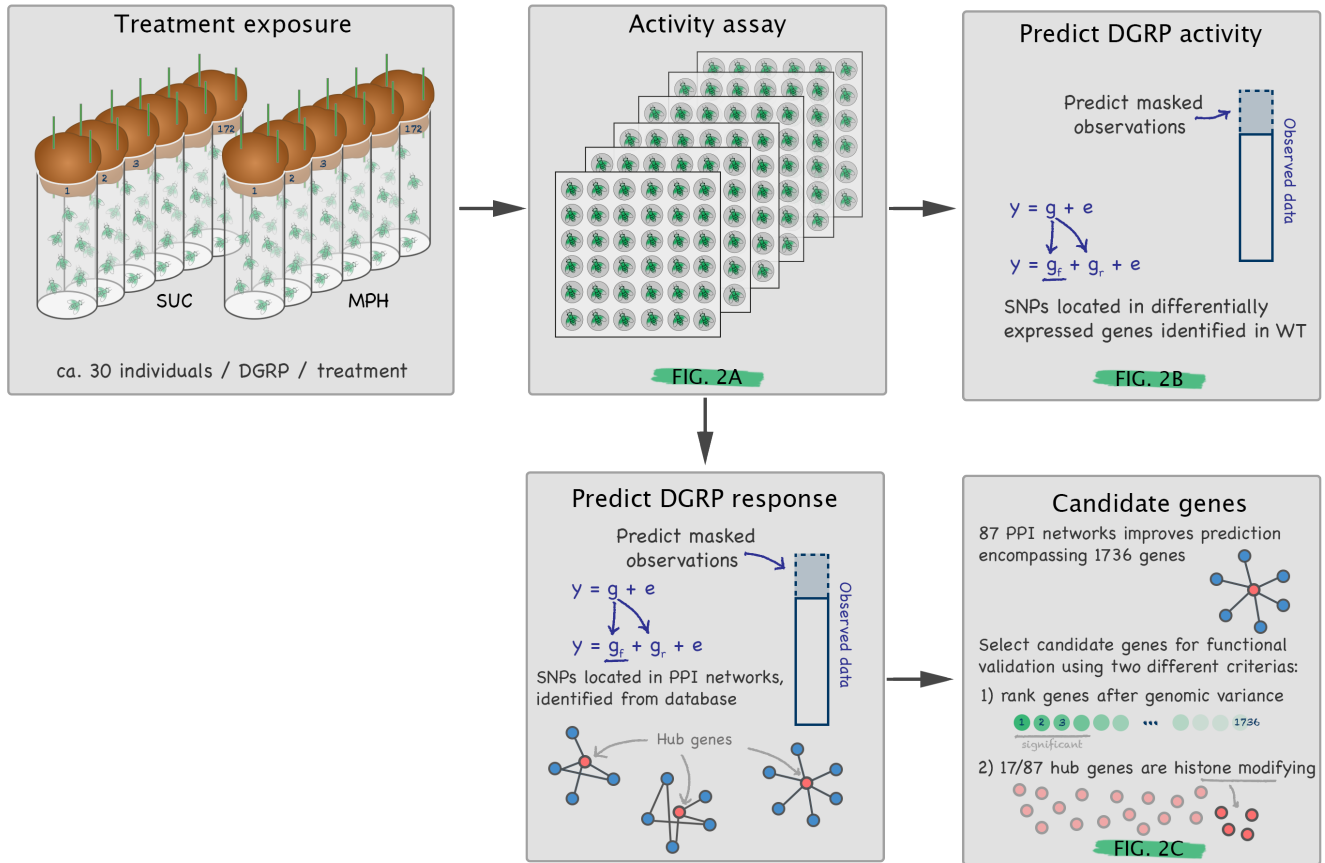 Treatment exposure
172
3
2
1
172
3
2
1
SUC
MPH
ca. 30 individuals / DGRP / treatment
Activity assay
FIG. 2A
Predict DGRP activity
Predict masked
observations
Observed data
y = g + e
y = gf + gr + e
SNPs located in differentially
expressed genes identified in WT
FIG. 2B
Predict DGRP response
Predict masked
observations
Observed data
y = g + e
y = gf + gr + e
SNPs located in PPI networks,
identified from database
Hub genes
Candidate genes
87 PPI networks improves prediction
encompassing 1736 genes
Select candidate genes for functional
validation using two different criterias:
1) rank genes after genomic variance
1 2 3 ... 1736
significant
2) 17/87 hub genes are histone modifying
FIG. 2C